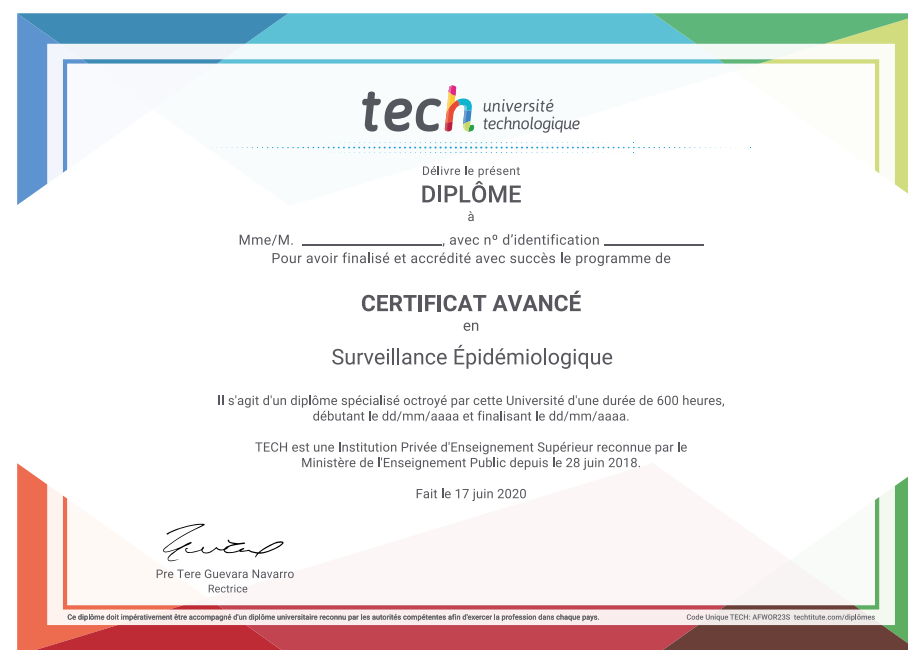 tech université
technologique
Délivre le présent
DIPLÔME
à
Mme/M. ____________________, avec nº d'identification ______________
Pour avoir finalisé et accrédité avec succès le programme de
CERTIFICAT AVANCÉ
en
Surveillance Épidémiologique
Il s'agit d'un diplôme spécialisé octroyé par cette Université d'une durée de 600 heures,
débutant le dd/mm/aaaa et finalisant le dd/mm/aaaa.
TECH est une Institution Privée d'Enseignement Supérieur reconnue par le
Ministère de l'Enseignement Public depuis le 28 juin 2018.
Fait le 17 juin 2020
Pre Tere Guevara Navarro
Rectrice
Ce diplôme doit impérativement être accompagné d'un diplôme universitaire reconnu par les autorités compétentes afin d'exercer la profession dans chaque pays.
Code Unique TECH: AFWOR23S techtitute.com/diplômes